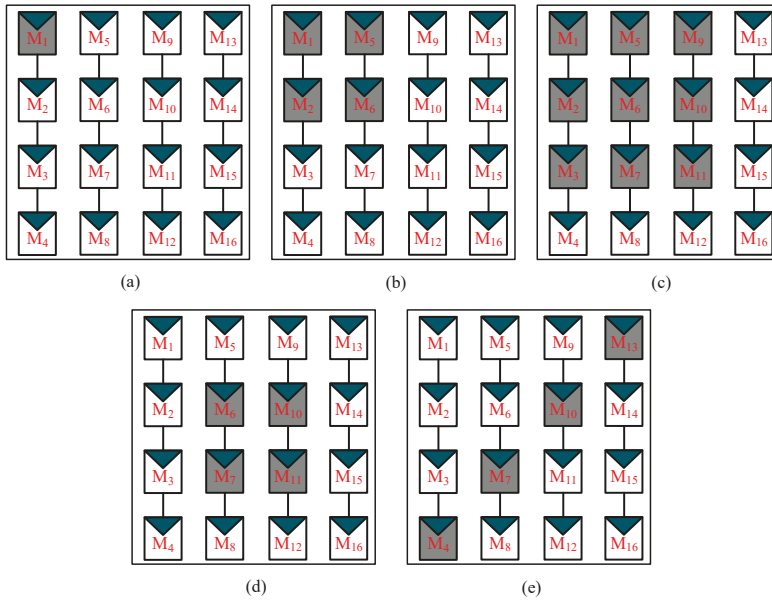 M₁ M₅ M₉ M₁₃ M₁ M₅ M₉ M₁₃ M₁ M₅ M₉ M₁₃
M₂ M₆ M₁₀ M₁₄ M₂ M₆ M₁₀ M₁₄ M₂ M₆ M₁₀ M₁₄
M₃ M₇ M₁₁ M₁₅ M₃ M₇ M₁₁ M₁₅ M₃ M₇ M₁₁ M₁₅
M₄ M₈ M₁₂ M₁₆ M₄ M₈ M₁₂ M₁₆ M₄ M₈ M₁₂ M₁₆
(a) (b) (c)
M₁ M₅ M₉ M₁₃ M₁ M₅ M₉ M₁₃
M₂ M₆ M₁₀ M₁₄ M₂ M₆ M₁₀ M₁₄
M₃ M₇ M₁₁ M₁₅ M₃ M₇ M₁₁ M₁₅
M₄ M₈ M₁₂ M₁₆ M₄ M₈ M₁₂ M₁₆
(d) (e)